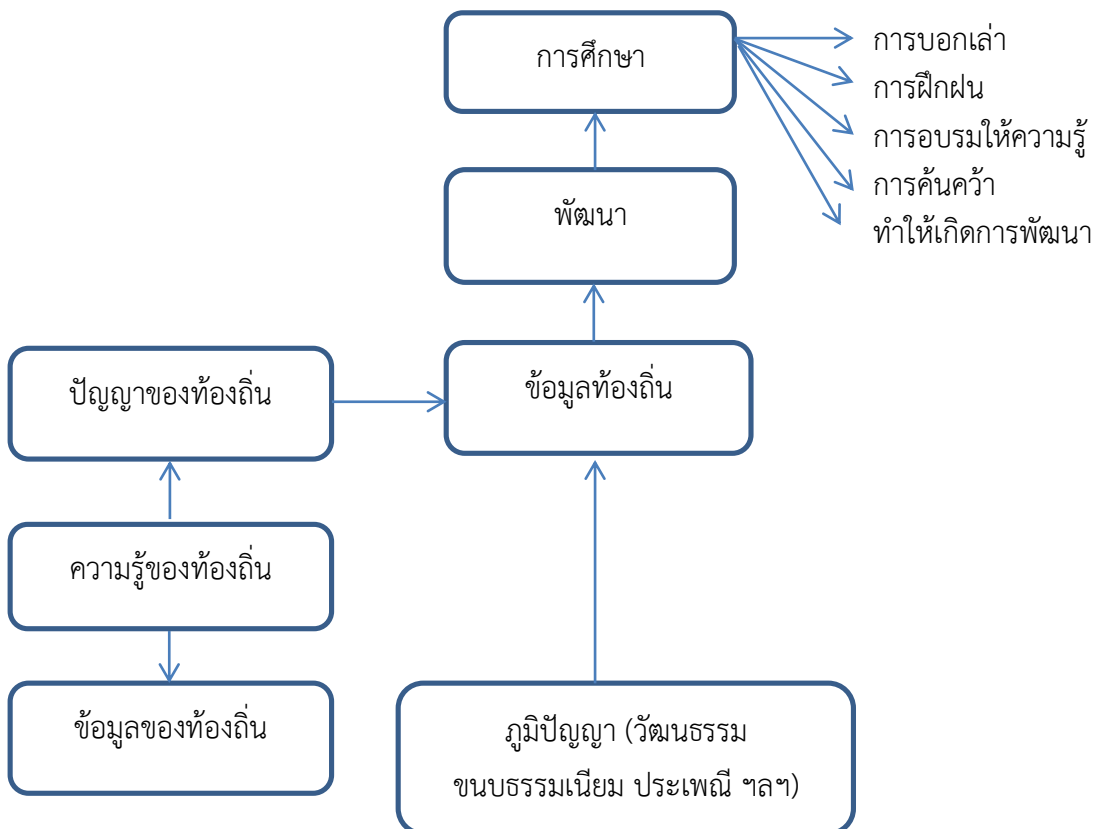 การศึกษา
การบอกเล่า
การฝึกฝน
การอบรมให้ความรู้
การค้นคว้า
ทำให้เกิดการพัฒนา
พัฒนา
ปัญญาของท้องถิ่น
ข้อมูลท้องถิ่น
ความรู้ของท้องถิ่น
ข้อมูลของท้องถิ่น
ภูมิปัญญา (วัฒนธรรม
ขนบธรรมเนียม ประเพณี ฯลฯ)